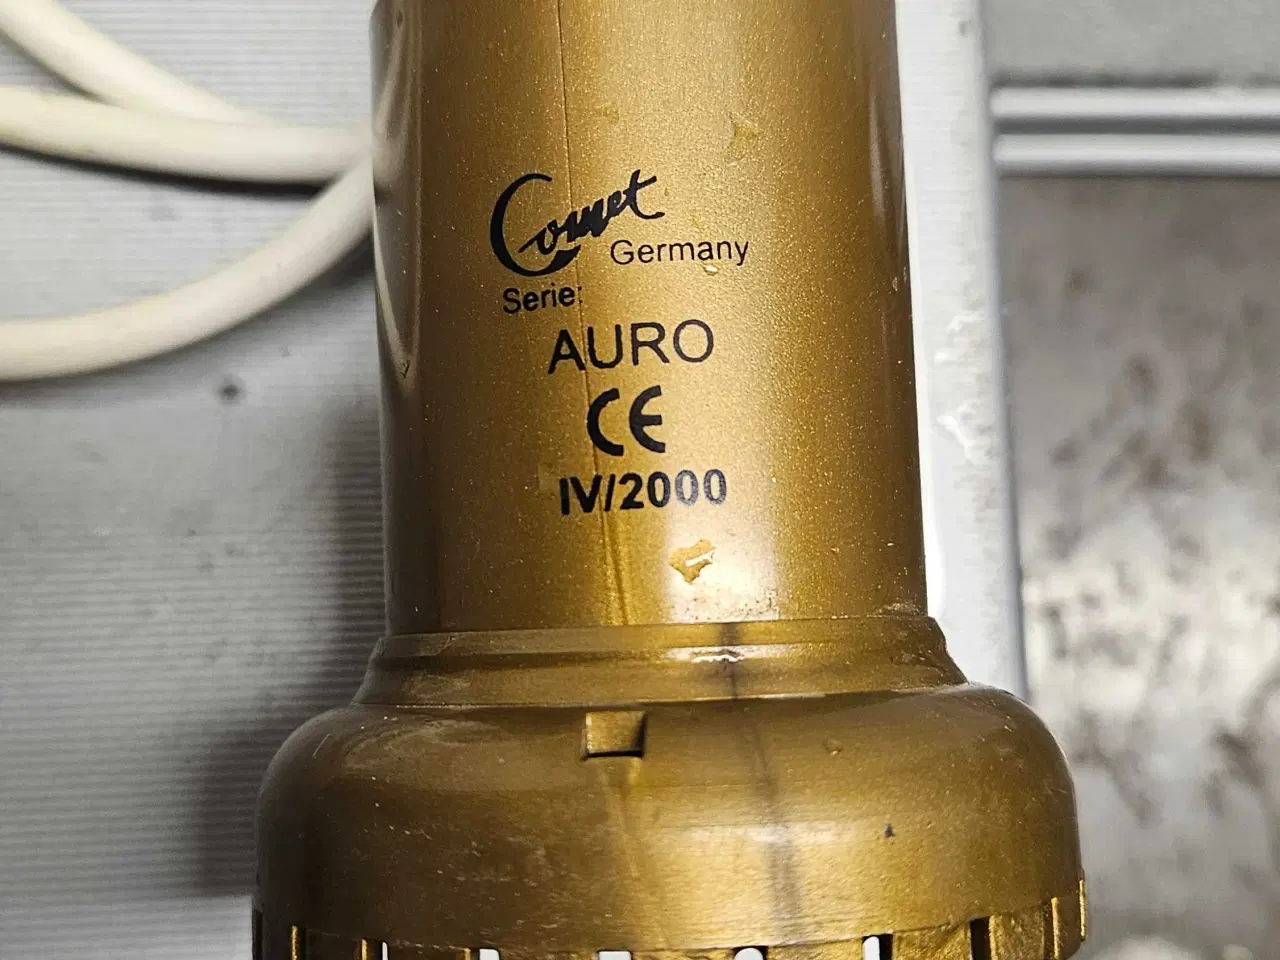 Comet
Germany
Serie:
AURO
CE
IV/2000